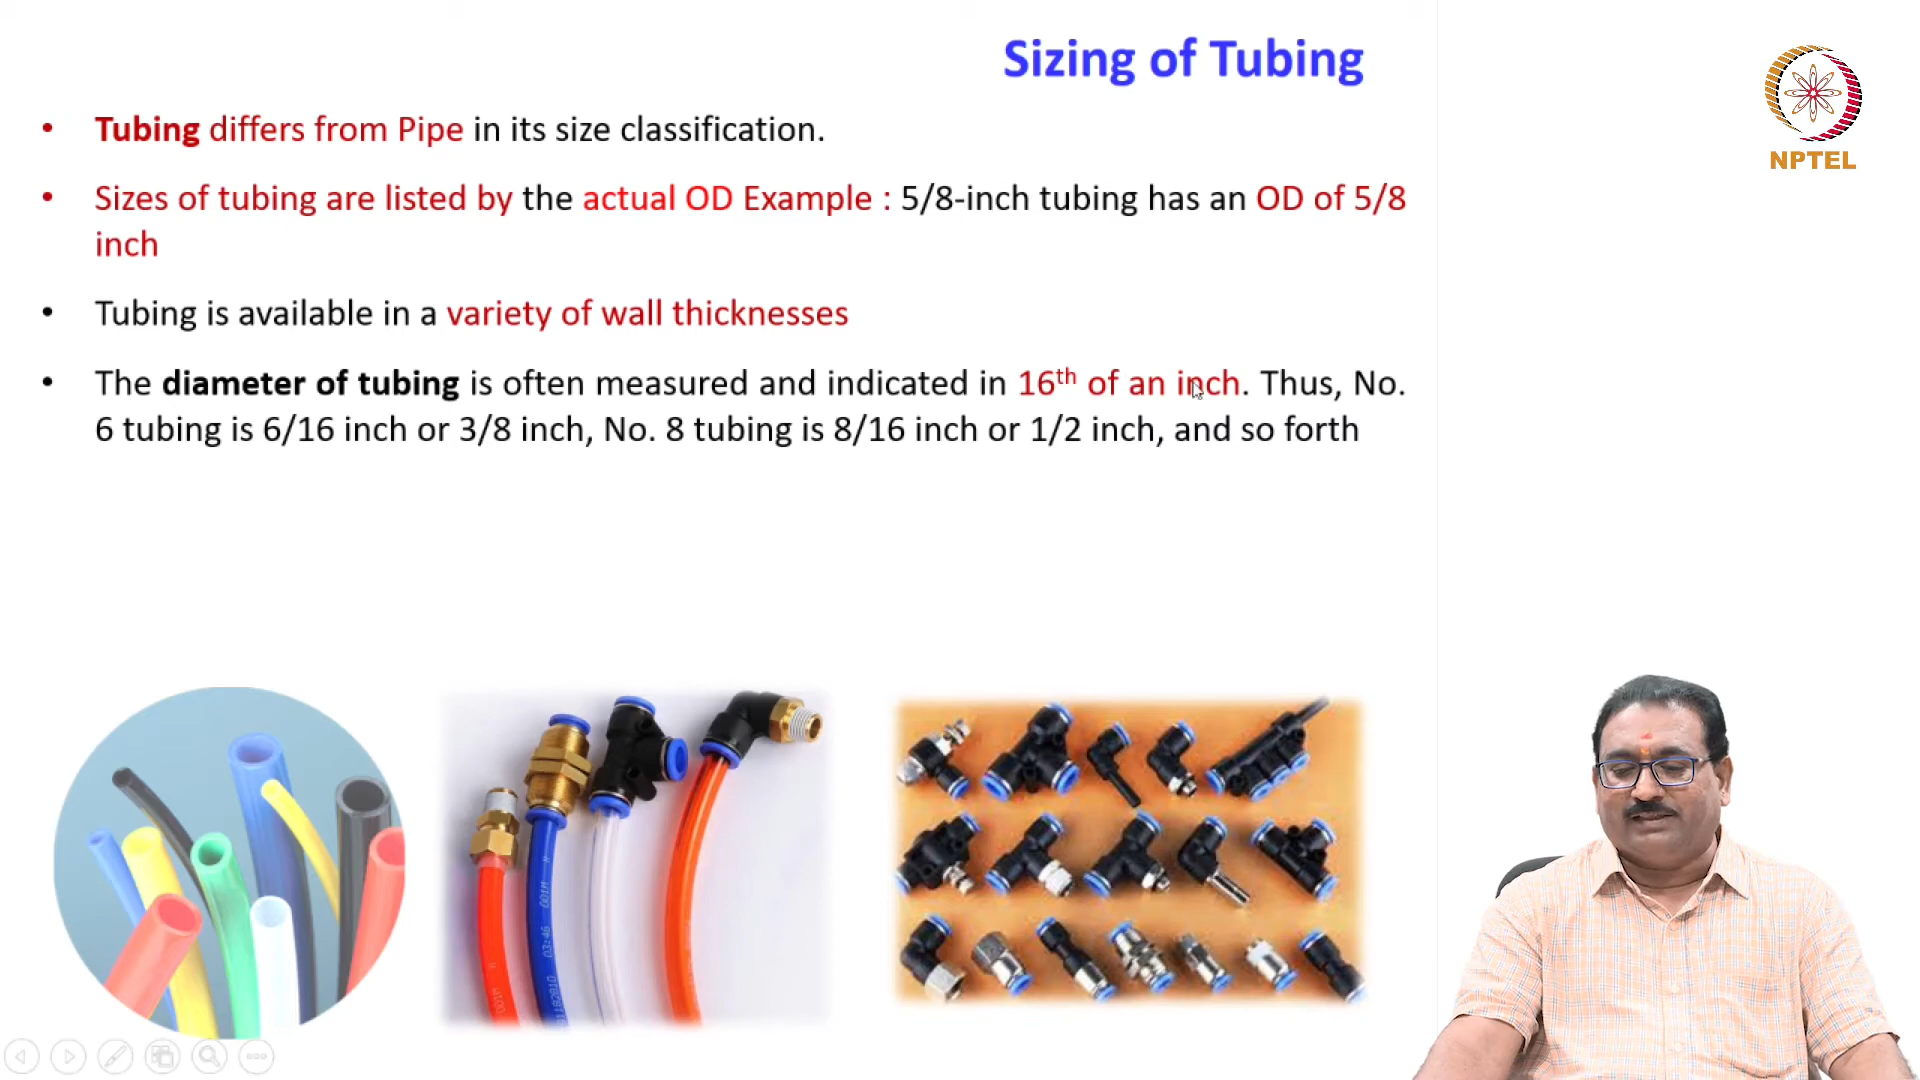 Sizing of Tubing
NPTEL
• Tubing differs from Pipe in its size classification.
• Sizes of tubing are listed by the actual OD Example : 5/8-inch tubing has an OD of 5/8
inch
• Tubing is available in a variety of wall thicknesses
• The diameter of tubing is often measured and indicated in 16th of an inch. Thus, No.
6 tubing is 6/16 inch or 3/8 inch, No. 8 tubing is 8/16 inch or 1/2 inch, and so forth